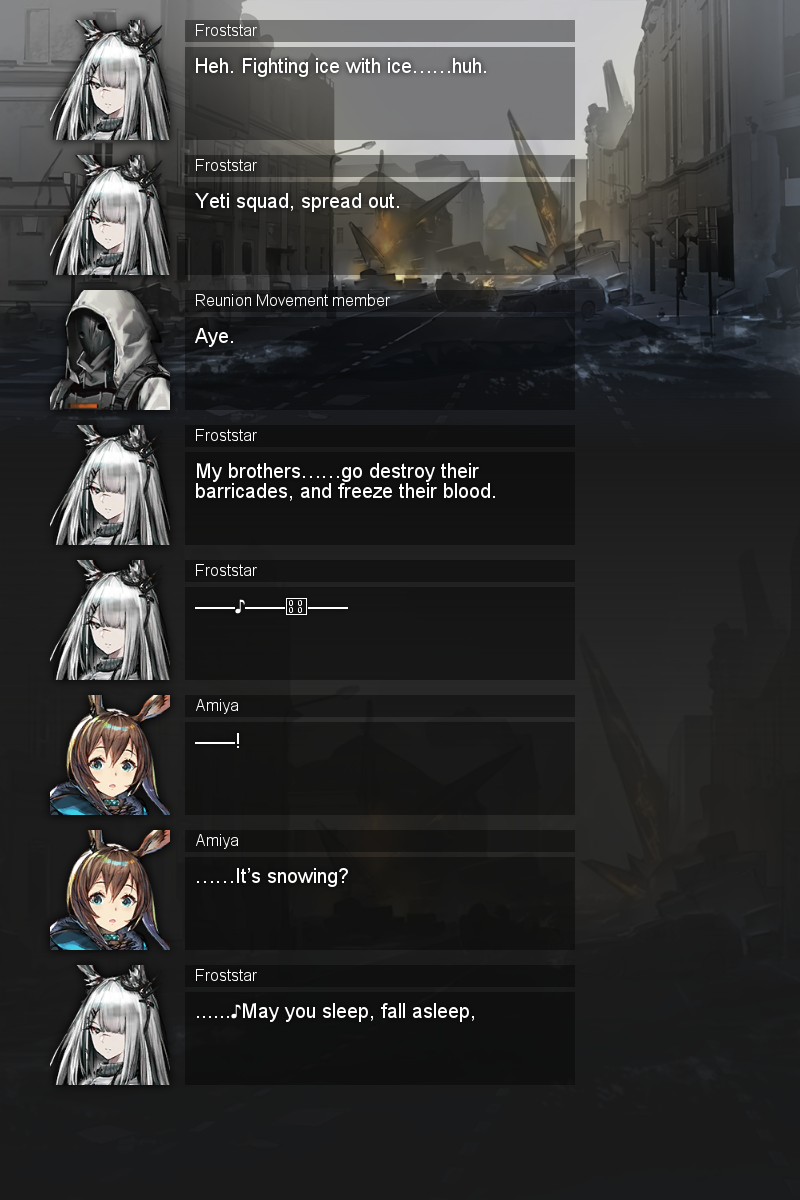 Froststar
Heh. Fighting ice with ice……huh.
Froststar
Yeti squad, spread out.
Reunion Movement member
Aye.
Froststar
My brothers……go destroy their
barricades, and freeze their blood.
Froststar
——♪————
Amiya
——!
Amiya
……It’s snowing?
Froststar
……♪May you sleep, fall asleep,